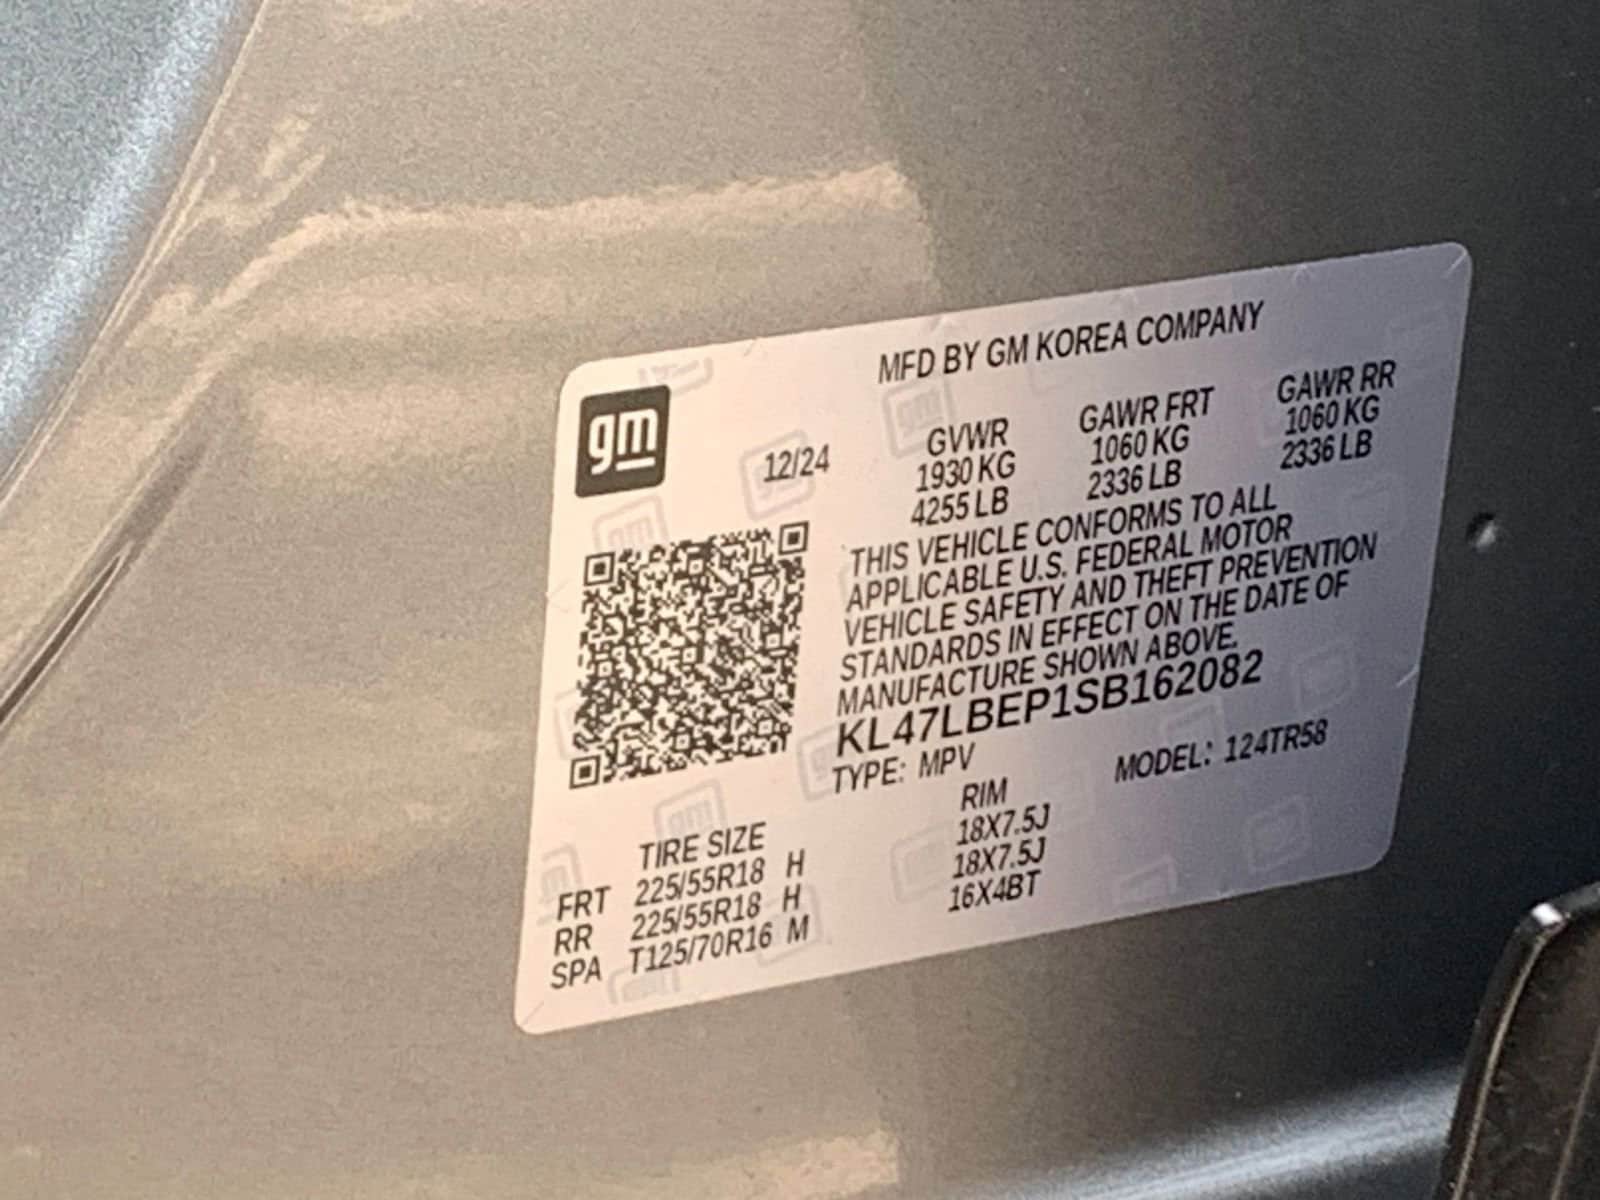 MFD BY GM KOREA COMPANY
gm
12/24
GVWR GAWR FRT GAWR RR
1930 KG 1060 KG 1060 KG
4255 LB 2336 LB 2336 LB
THIS VEHICLE CONFORMS TO ALL
APPLICABLE U.S. FEDERAL MOTOR
VEHICLE SAFETY AND THEFT PREVENTION
STANDARDS IN EFFECT ON THE DATE OF
MANUFACTURE SHOWN ABOVE.
KL47LBEP1SB162082
TYPE: MPV MODEL: 124TR58
TIRE SIZE RIM
FRT 225/55R18 H 18X7.5J
RR 225/55R18 H 18X7.5J
SPA T125/70R16 M 16X4BT